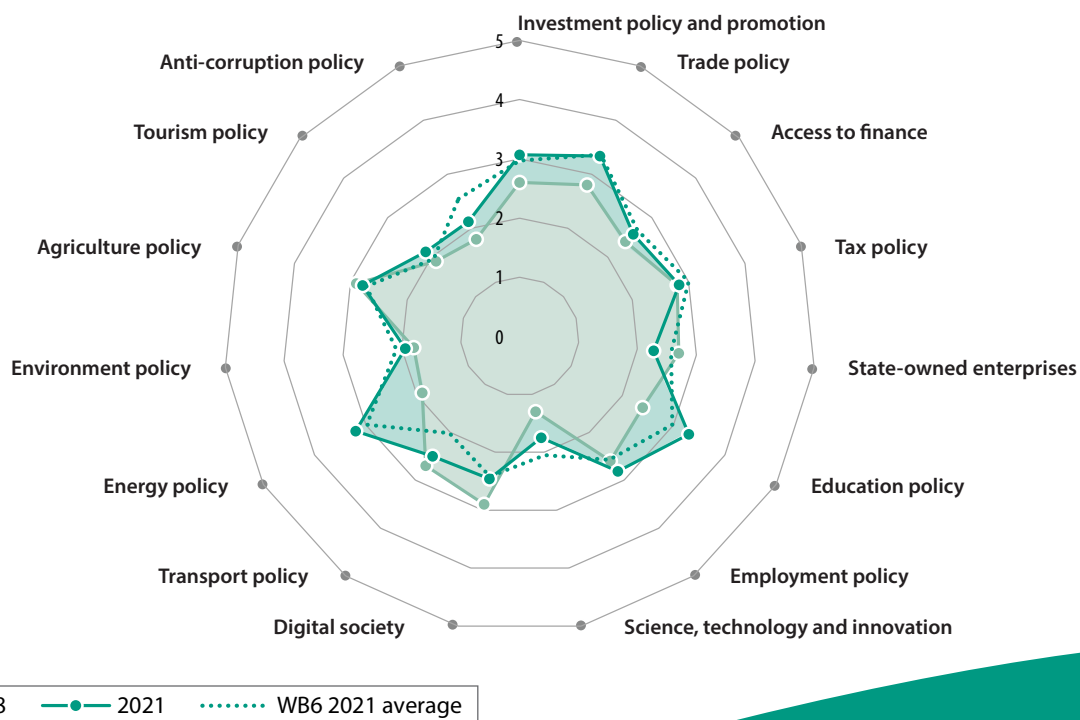 Investment policy and promotion
5
Anti-corruption policy
Trade policy
4
Tourism policy
Access to finance
3
2
Agriculture policy
Tax policy
1
0
Environment policy
State-owned enterprises
Energy policy
Education policy
Transport policy
Employment policy
Digital society
Science, technology and innovation
2021
WB6 2021 average